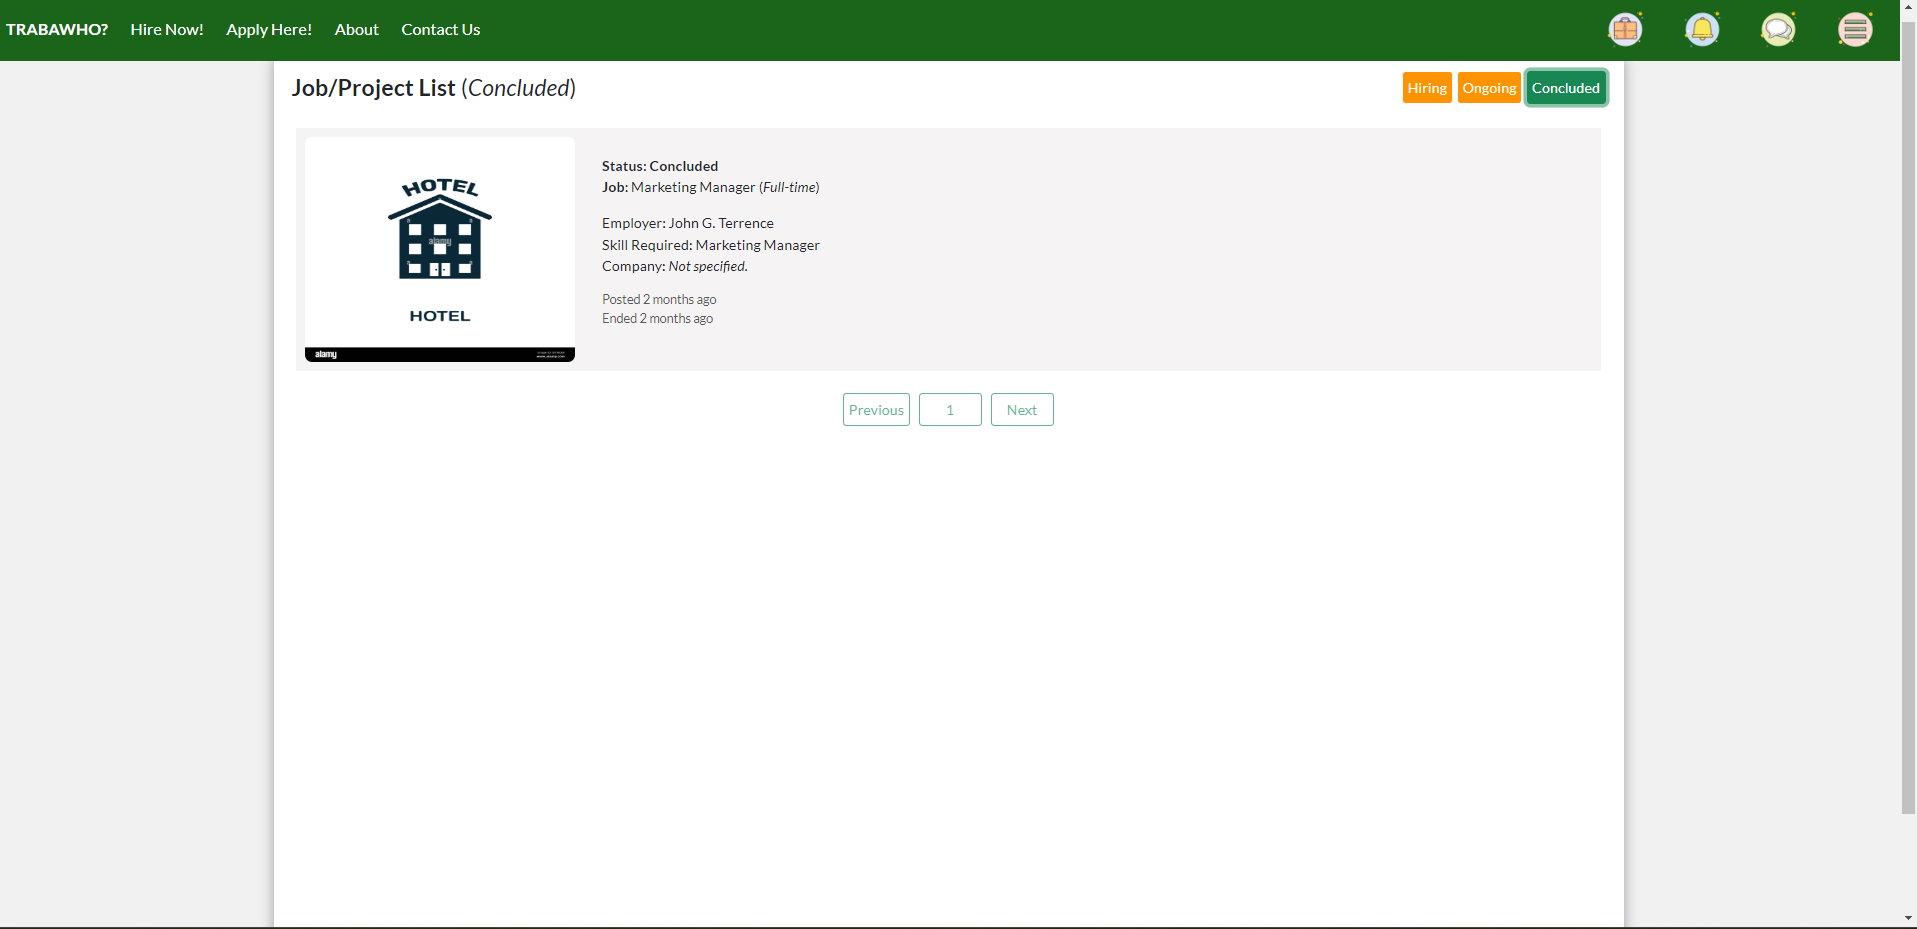 TRABAWHO? Hire Now! Apply Here! About Contact Us
Job/Project List (Concluded)
Hiring Ongoing Concluded
HOTEL
alamy
HOTEL
alamy
Status: Concluded
Job: Marketing Manager (Full-time)
Employer: John G. Terrence
Skill Required: Marketing Manager
Company: Not specified.
Posted 2 months ago
Ended 2 months ago
Previous 1 Next